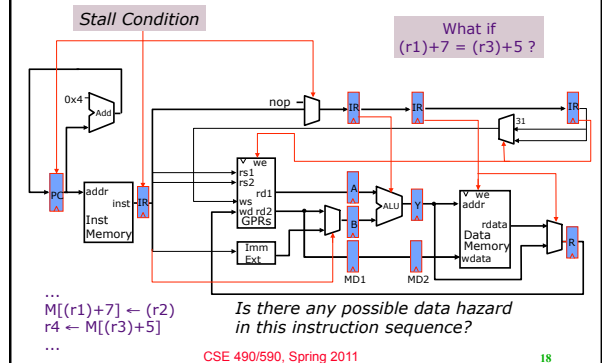 Stall Condition
What if
(r1)+7 = (r3)+5 ?
0x4
Add
nop
IR
IR
IR
31
PC
addr
inst
IR
Inst
Memory
we
rs1
rs2
rd1
ws
wd rd2
GPRs
Imm
Ext
A
B
ALU
Y
MD1
MD2
we
addr
rdata
Data
Memory
wdata
R
...
M[(r1)+7] ← (r2)
r4 ← M[(r3)+5]
...
Is there any possible data hazard
in this instruction sequence?
CSE 490/590, Spring 2011
18